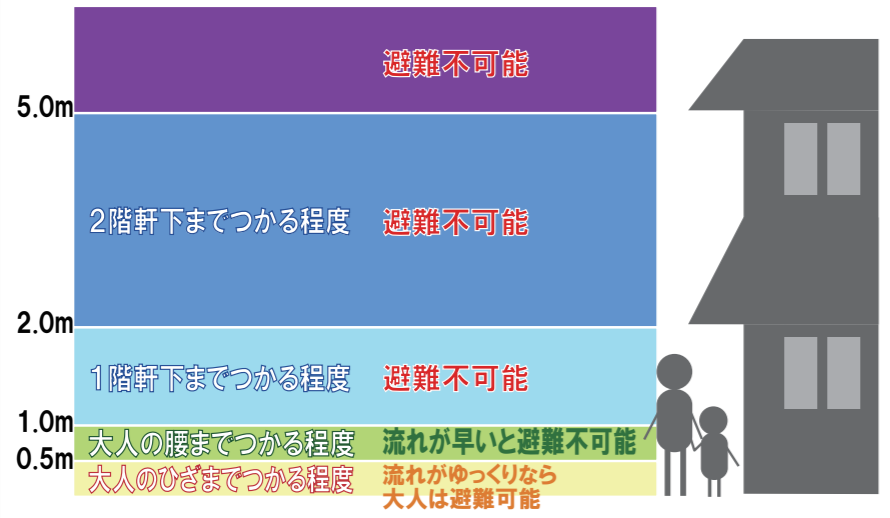 避難不可能
5.0m
2階軒下までつかる程度 避難不可能
2.0m
1階軒下までつかる程度 避難不可能
1.0m
大人の腰までつかる程度 流れが早いと避難不可能
0.5m
大人のひざまでつかる程度 流れがゆっくりなら
大人は避難可能